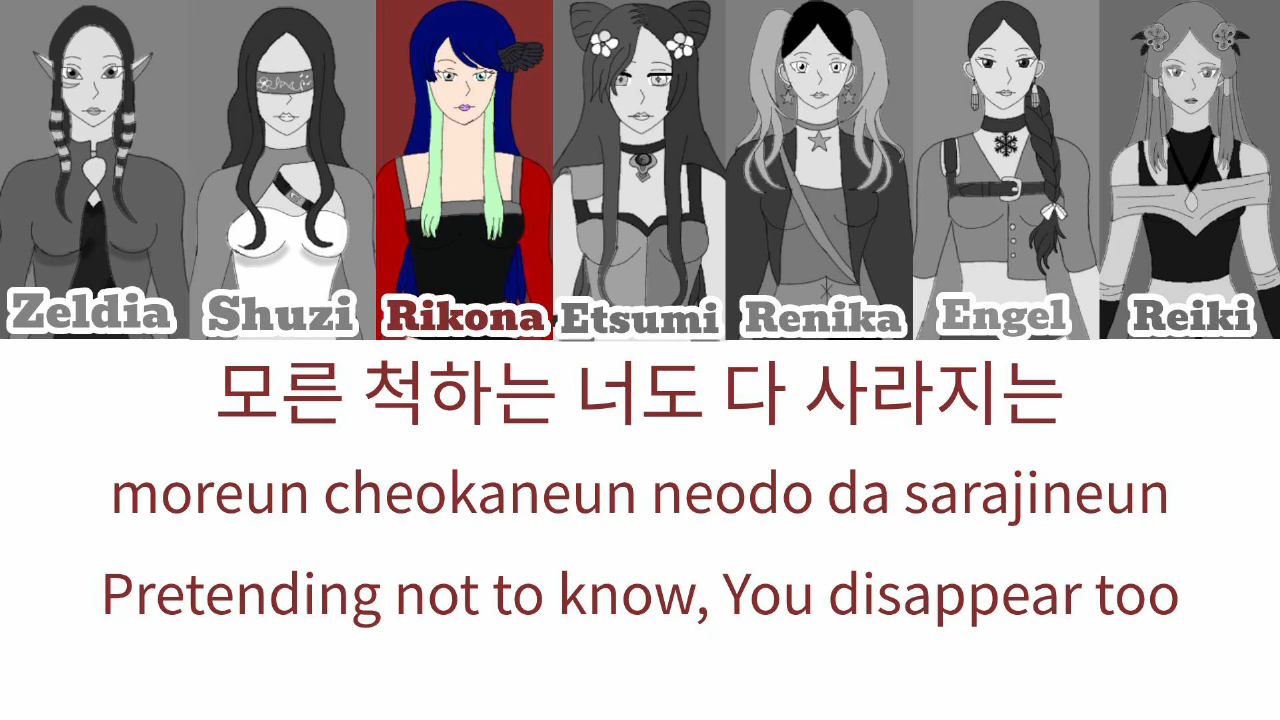 Zeldia Shuzi Rikona Etsumi Renika Engel Reiki
모른 척하는 너도 다 사라지는
moreun cheokaneun neodo da sarajineun
Pretending not to know, You disappear too